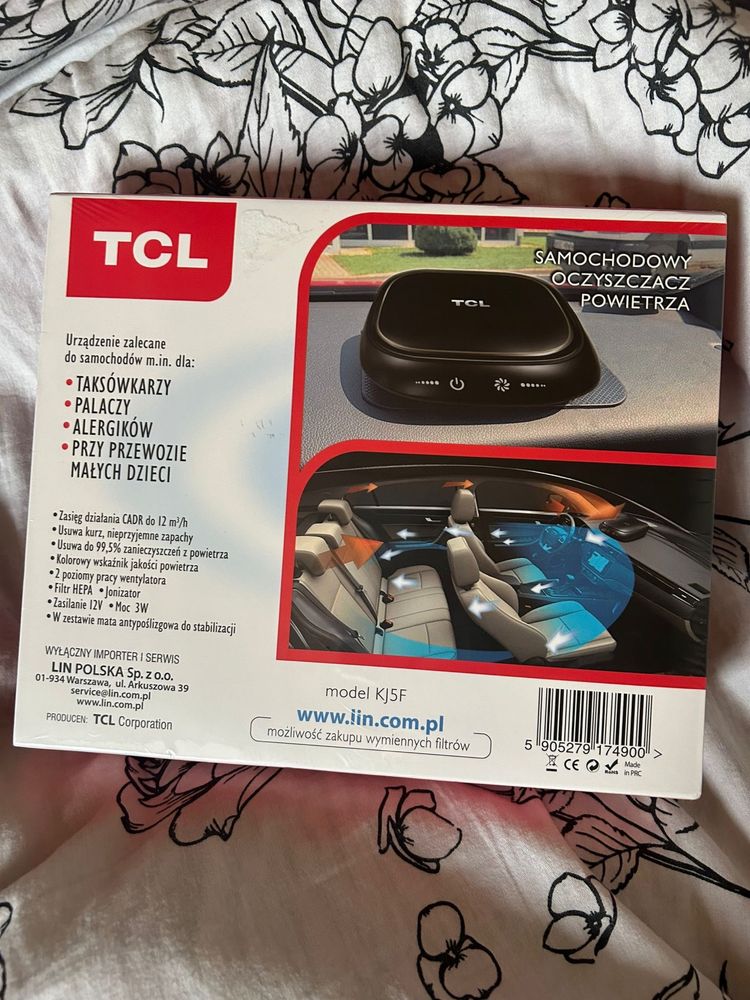 TCL
SAMOCHODOWY
OCZYSZCZACZ
POWIETRZA
TCL
Urządzenie zalecane
do samochodów m.in. dla:
• TAKSÓWKARZY
• PALACZY
• ALERGIKÓW
• PRZY PRZEWOZIE
MAŁYCH DZIECI
• Zasięg działania CADR do 12 m³/h
• Usuwa kurz, nieprzyjemne zapachy
• Usuwa do 99,5% zanieczyszczeń z powietrza
• Kolorowy wskaźnik jakości powietrza
• 2 poziomy pracy wentylatora
• Filtr HEPA • Jonizator
• Zasilanie 12V • Moc 3W
• W zestawie mata antypoślizgowa do stabilizacji
WYŁĄCZNY IMPORTER I SERWIS
LIN POLSKA Sp. z o.o.
01-934 Warszawa, ul. Arkuszowa 39
service@lin.com.pl
www.lin.com.pl
PRODUCEN: TCL Corporation
model KJ5F
www.lin.com.pl
możliwość zakupu wymiennych filtrów
5 905279 174900 >
CE RoHS Made
in PRC